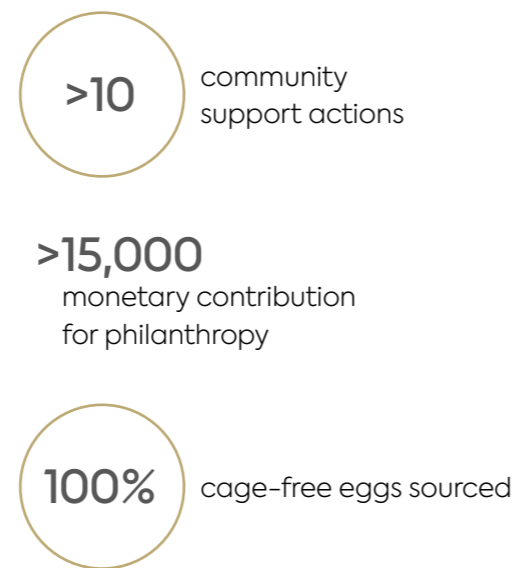 >10
community
support actions
>15,000
monetary contribution
for philanthropy
100%
cage-free eggs sourced